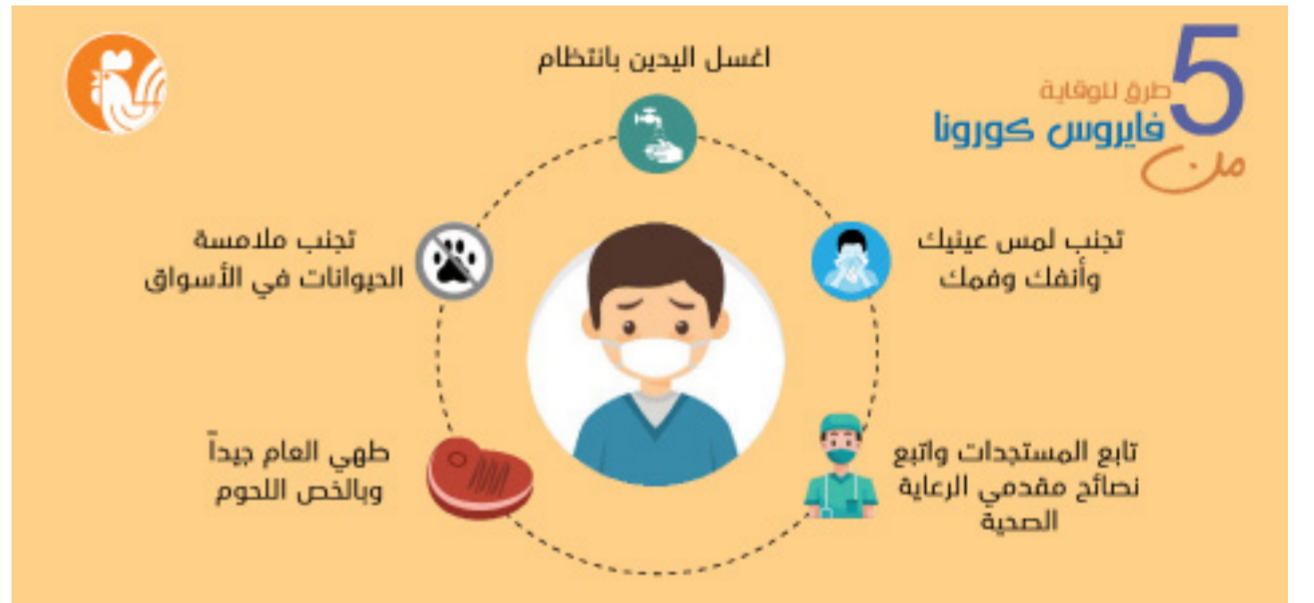 5
طرق للوقاية
من
فايروس كورونا
اغسل اليدين بانتظام
تجنب لمس عينيك
وأنفك وفمك
تابع المستجدات واتبع
نصائح مقدمي الرعاية
الصحية
تجنب ملامسة
الحيوانات في الأسواق
طهي العام جيداً
وبالخص اللحوم